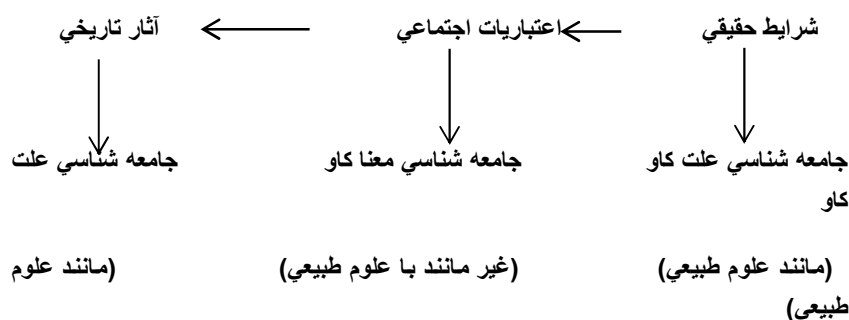 شرايط حقيقي اعتباريات اجتماعي آثار تاريخي
جامعه شناسي علت كاو جامعه شناسي معنا كاو جامعه شناسي علت
كاو
(مانند علوم طبيعي) (غير مانند با علوم طبيعي) (مانند علوم
طبيعي)